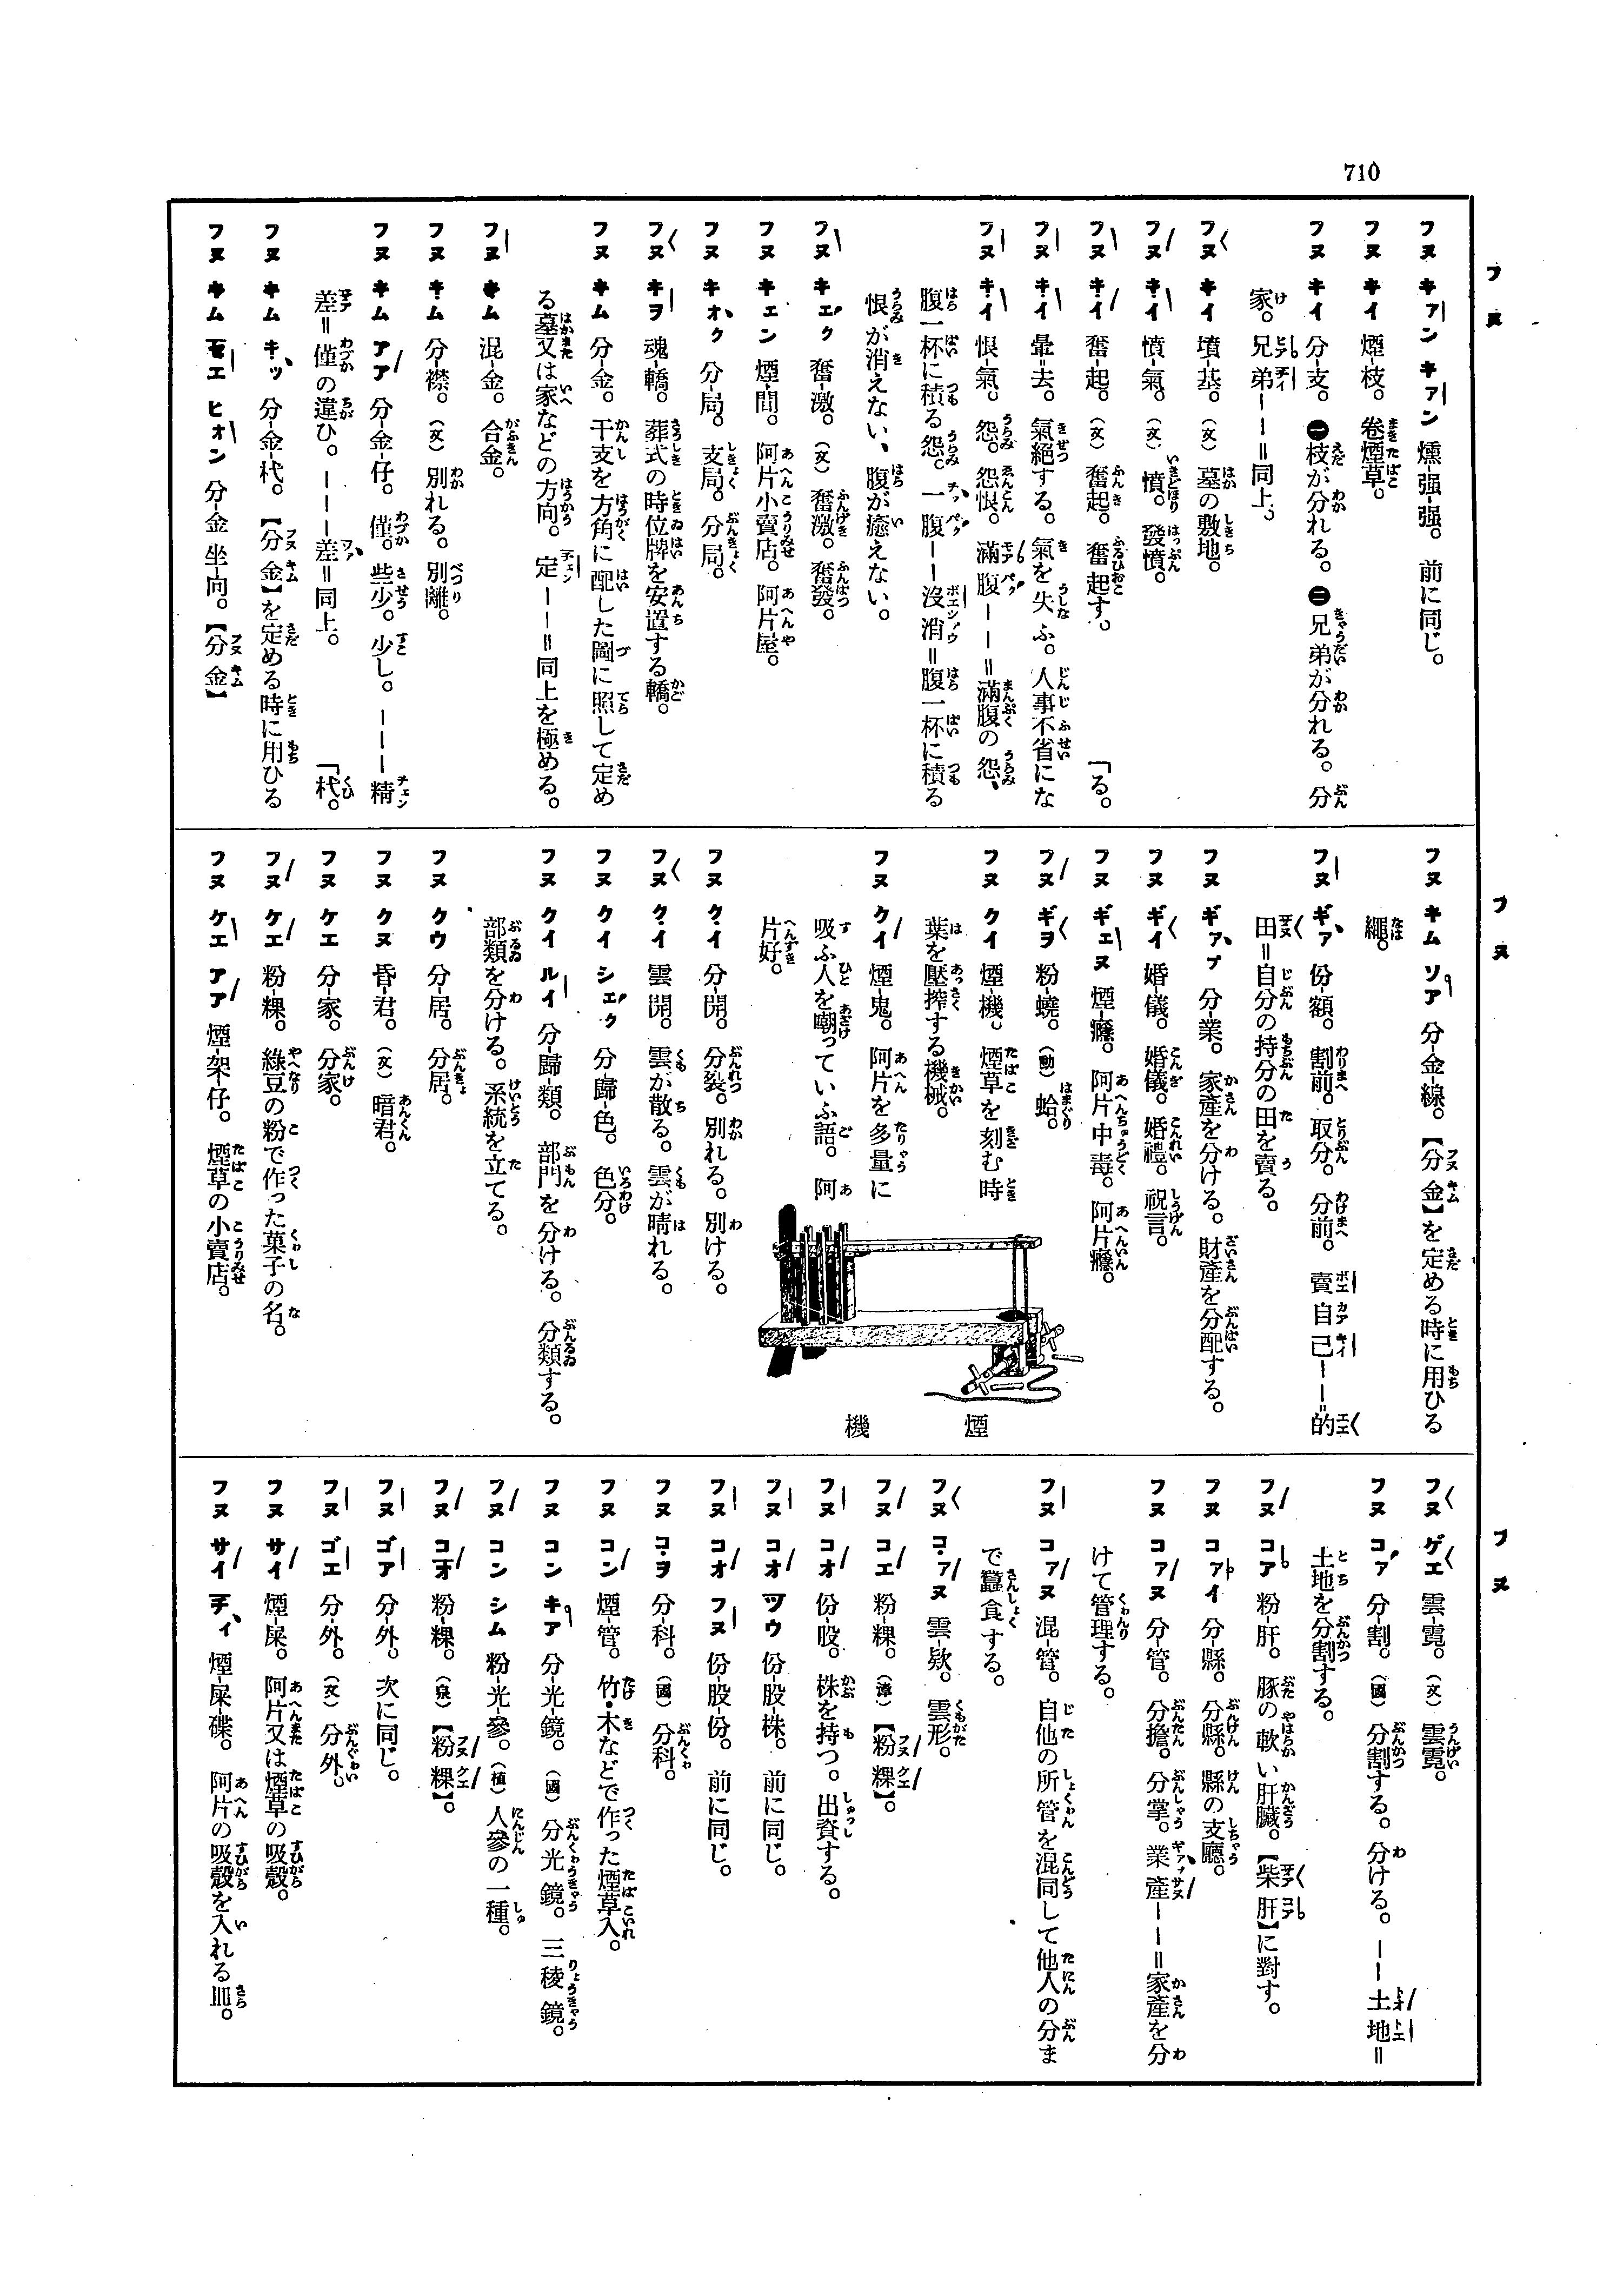 710
フヌ
フヌ キァン キァン 燻-强-强。 前に同じ。
フヌ キイ 煙-枝。 卷煙草。
フヌ キイ 分-支。 ㊀枝が分れる。 ㊁兄弟が分れる。 分
家。 兄弟――＝同上。
フヌ キイ 墳-基。 (文) 墓の敷地。
フヌ キ・イ 憤-氣。 (文) 憤。 發憤。
フヌ キ・イ 奮-起。 (文) 奮起。 奮起す。 「る。
フヌ キ・イ 暈-去。 氣絕する。 氣を失ふ。 人事不省にな
フヌ キ・イ 恨-氣。 怨。 怨恨。 滿腹――＝滿腹の怨、
腹一杯に積る怨。 一腹――沒消＝腹一杯に積る
恨が消えない、腹が癒えない。
フヌ キェク 奮-激。 (文) 奮激。 奮發。
フヌ キェン 煙-間。 阿片小賣店。 阿片屋。
フヌ キォク 分-局。 支局。 分局。
フヌ キヲ 魂-轎。 葬式の時位牌を安置する轎。
フヌ キム 分-金。 干支を方角に配した圖に照して定め
る墓又は家などの方向。 定――＝同上を極める。
フヌ キム 混-金。 合金。
フヌ キ・ム 分-襟。 (文) 別れる。 別離。
フヌ キム アア 分-金-仔。 僅。 些少。 少し。 ―――精
差＝僅の違ひ。 ―――差＝同上。 「杙。
フヌ キム キッ 分-金-杙。 【分金】を定める時に用ひる
フヌ キム ヒォン 分-金 坐-向。 【分金】
フヌ
フヌ キム ソア 分-金-線。 【分金】を定める時に用ひる
繩。
フヌ ギァ 份-額。 割前。 取分。 分前。 賣自己――＝的
田＝自分の持分の田を賣る。
フヌ ギァプ 分-業。 家產を分ける。 財產を分配する。
フヌ ギイ 婚-儀。 婚儀。 婚禮。 祝言。
フヌ ギェヌ 煙-癮。 阿片中毒。 阿片癮。
フヌ ギヲ 粉-蟯。 (動) 蛤。
フヌ クイ 煙-機。 煙草を刻む時
葉を壓搾する機械。
フヌ クイ 煙-鬼。 阿片を多量に
吸ふ人を嘲っていふ語。 阿
片好。
フヌ ク・イ 分-開。 分裂。 別れる。 別ける。
フヌ ク・イ 雲 開。 雲が散る。 雲が晴れる。
フヌ クイ シェク 分-歸-色。 色分。
フヌ クイ ルイ 分-歸-類。 部門を分ける。 分類する。
部類を分ける。 系統を立てる。
フヌ クウ 分-居。 分居。
フヌ クヌ 昏-君。 (文) 暗君。
フヌ ケエ 分-家。 分家。
フヌ ケエ 粉-粿。 綠豆の粉で作った菓子の名。
フヌ ケエ アア 煙-架-仔。 煙草の小賣店。
煙 機
フヌ
フヌ ゲエ 雲-霓。 (文) 雲霓。
フヌ コァ 分-割。 (國) 分割する。 分ける。 ――土地＝
土地を分割する。
フヌ コァ 粉-肝。 豚の軟い肝臟。 【柴肝】に對す。
フヌ コァイ 分-縣。 分縣。 縣の支廳。
フヌ コァヌ 分-管。 分擔。 分掌。 業產――＝家產を分
けて管理する。
フヌ コァヌ 混-管。 自他の所管を混同して他人の分ま
で蠶食する。
フヌ コ・ァヌ 雲-欵。 雲形。
フヌ コェ 粉-粿。 (漳) 【粉粿】。
フヌ コオ 份-股。 株を持つ。 出資する。
フヌ コオ ツウ 份-股-株。 前に同じ。
フヌ コオ フヌ 份-股-份。 前に同じ。
フヌ コ・ヲ 分-科。 (國) 分科。
フヌ コン 煙-管。 竹・木などで作った煙草入。
フヌ コン キア 分-光-鏡。 (國) 分光鏡。 三稜鏡。
フヌ コン シム 粉-光-參。 (植) 人參の一種。
フヌ コオ 粉-粿。 (泉) 【粉粿】。
フヌ ゴア 分-外。 次に同じ。
フヌ ゴエ 分-外。 (文) 分外。
フヌ サイ 煙-屎。 阿片又は煙草の吸殼。
フヌ サイ チィ 煙-屎-碟。 阿片の吸殼を入れる皿。